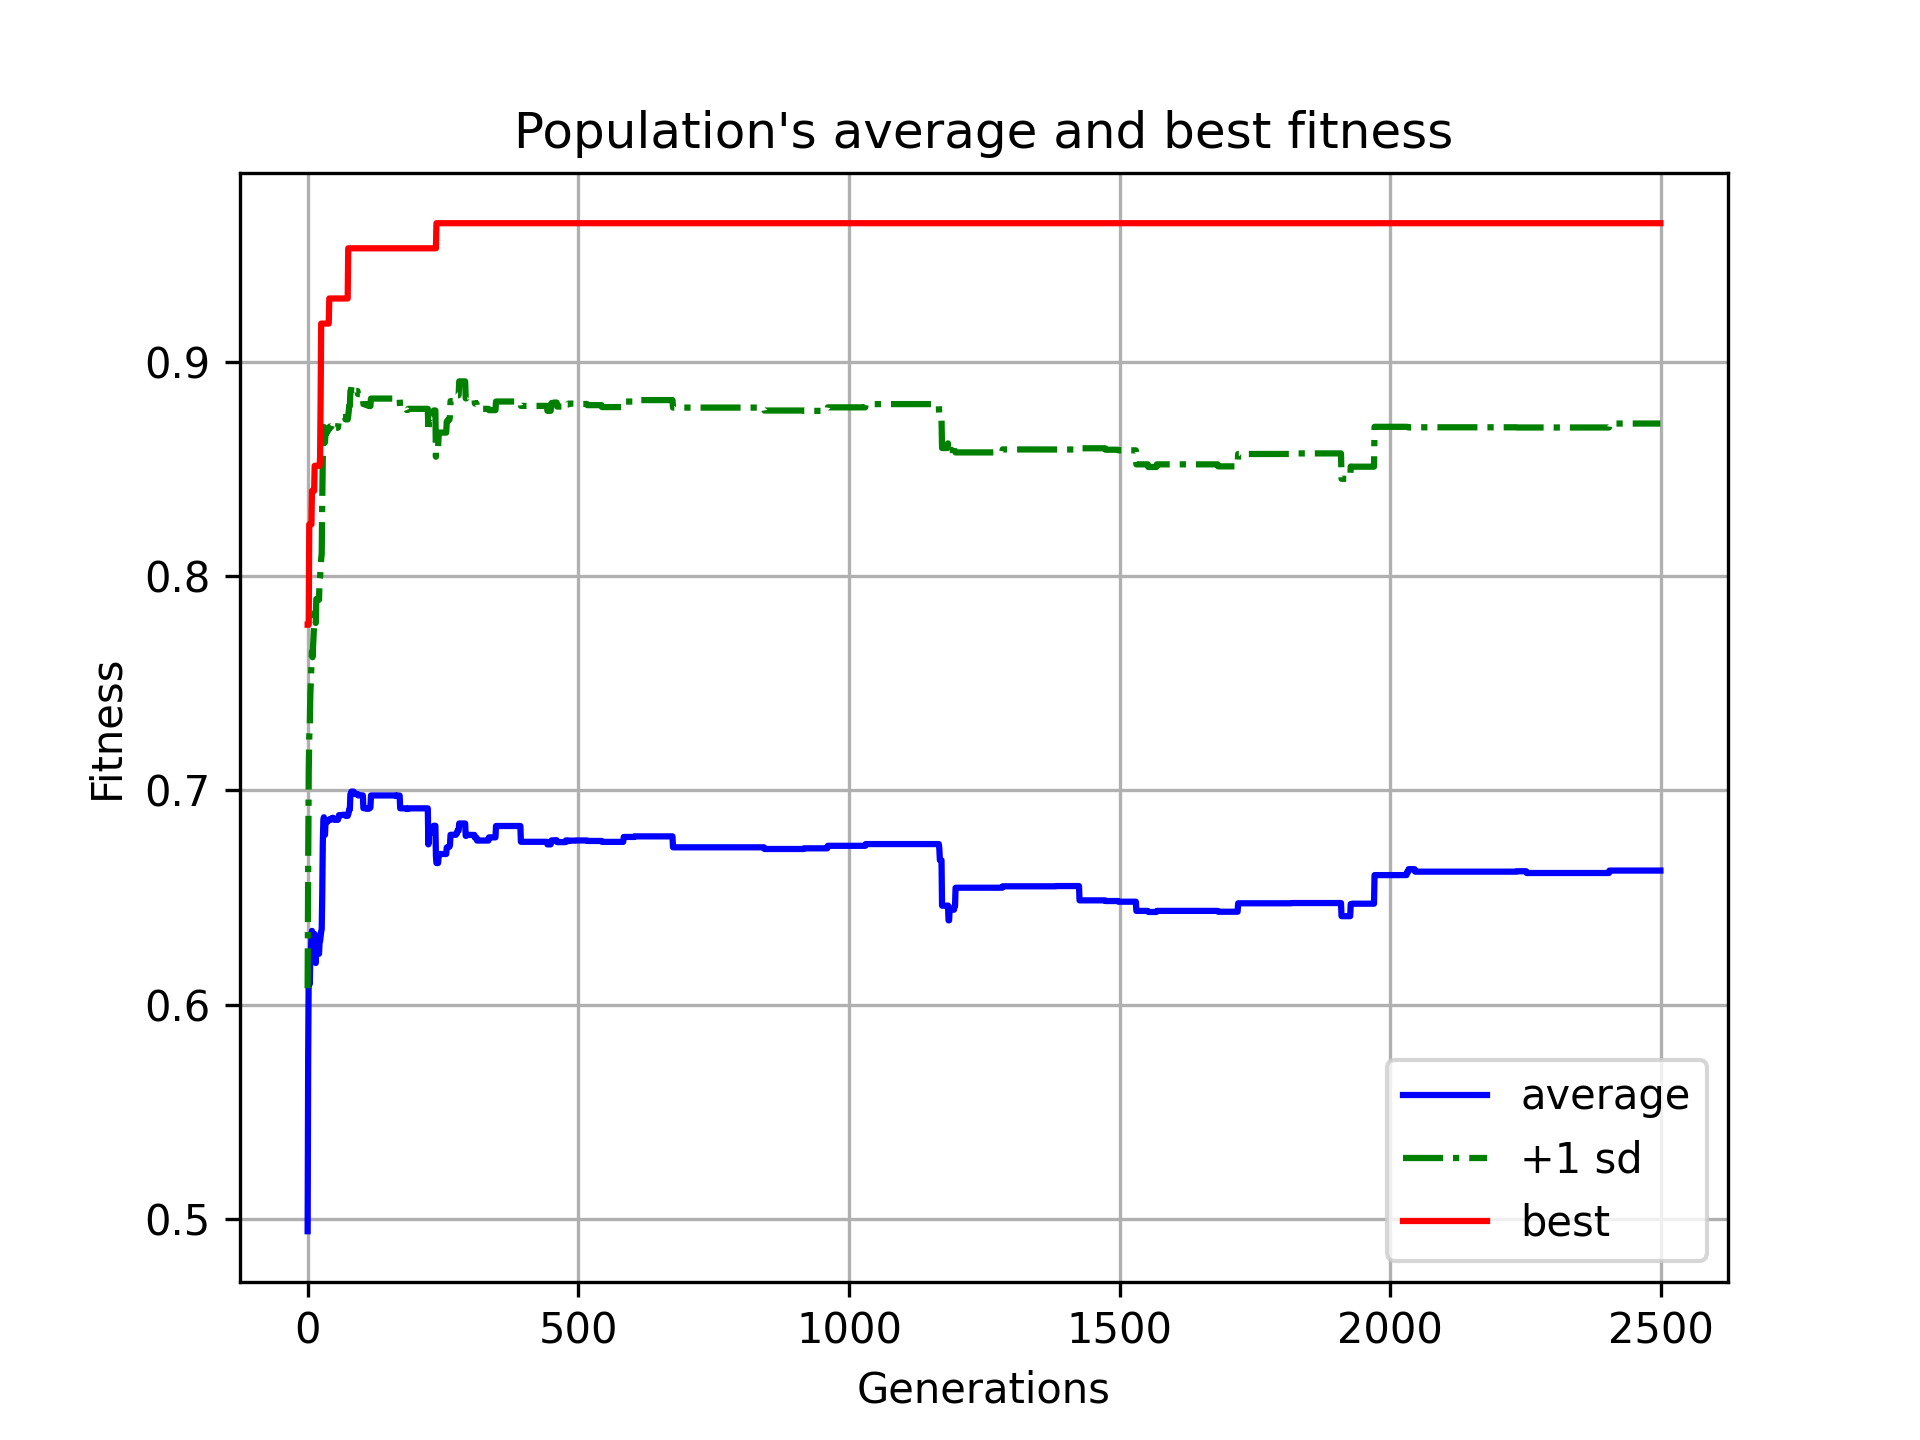 Population's average and best fitness
Fitness
0.9
0.8
0.7
0.6
0.5
0 500 1000 1500 2000 2500
Generations
average
+1 sd
best